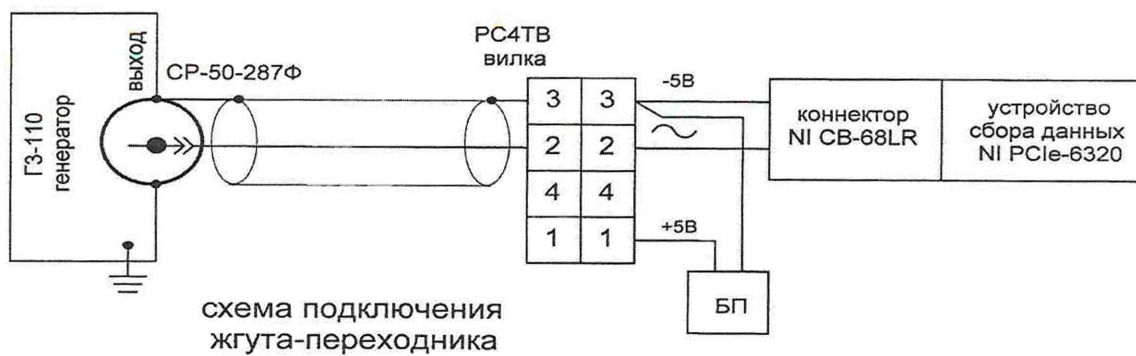 Г3-110
генератор
выход
СР-50-287Ф
РС4ТВ
вилка
3 3
2 2
4 4
1 1
-5В
+5В
коннектор
NI CB-68LR
устройство
сбора данных
NI PCIe-6320
БП
схема подключения
жгута-переходника